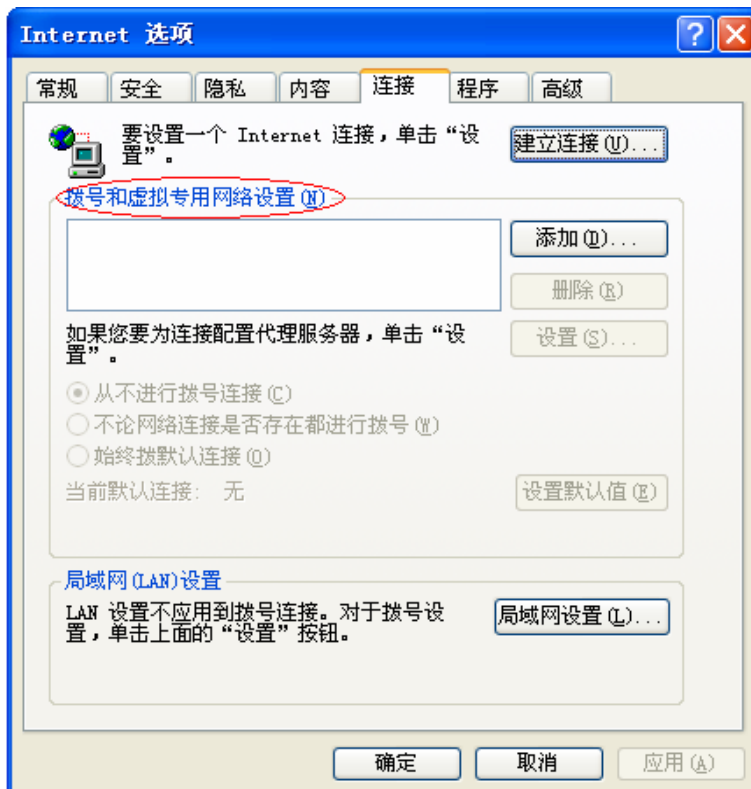 Internet 选项
常规 安全 隐私 内容 连接 程序 高级
要设置一个 Internet 连接，单击“设
置”。
建立连接(U)...
拨号和虚拟专用网络设置(N)
添加(D)...
删除(R)
如果您要为连接配置代理服务器，单击“设
置”。
设置(S)...
从不进行拨号连接(C)
不论网络连接是否存在都进行拨号(W)
始终拨默认连接(O)
当前默认连接： 无
设置默认值(E)
局域网(LAN)设置
LAN 设置不应用到拨号连接。对于拨号设
置，单击上面的“设置”按钮。
局域网设置(L)...
确定 取消 应用(A)